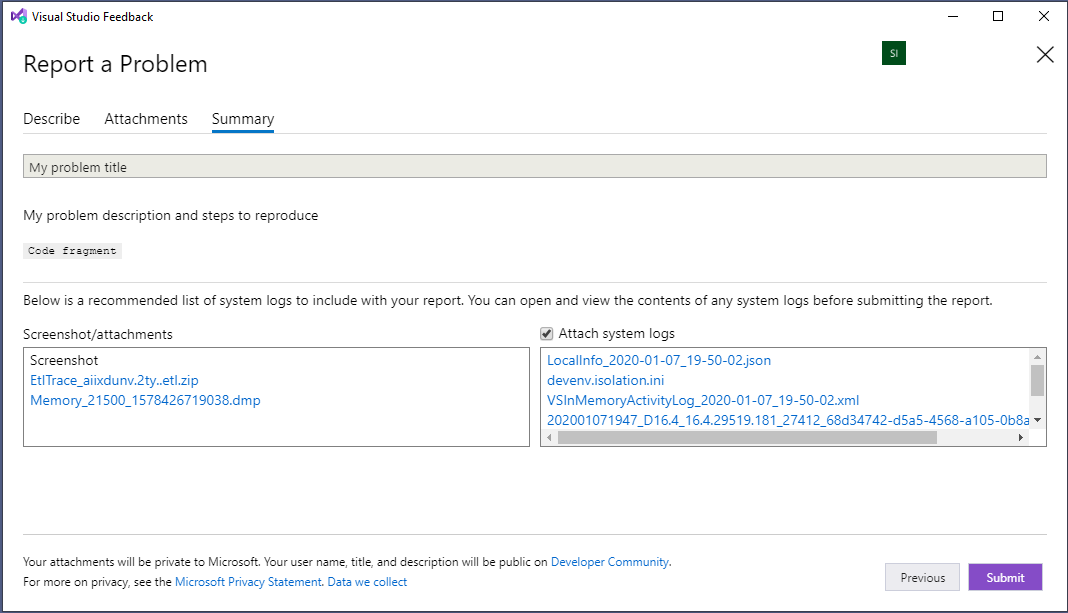 Visual Studio Feedback
Report a Problem
SI
Describe Attachments Summary
My problem title
My problem description and steps to reproduce
Code fragment
Below is a recommended list of system logs to include with your report. You can open and view the contents of any system logs before submitting the report.
Screenshot/attachments
Screenshot
EtlTrace_aiixdunv.2ty..etl.zip
Memory_21500_1578426719038.dmp
Attach system logs
LocalInfo_2020-01-07_19-50-02.json
devenv.isolation.ini
VSInMemoryActivityLog_2020-01-07_19-50-02.xml
202001071947_D16.4_16.4.29519.181_27412_68d34742-d5a5-4568-a105-0b8a
Your attachments will be private to Microsoft. Your user name, title, and description will be public on Developer Community.
For more on privacy, see the Microsoft Privacy Statement. Data we collect
Previous
Submit